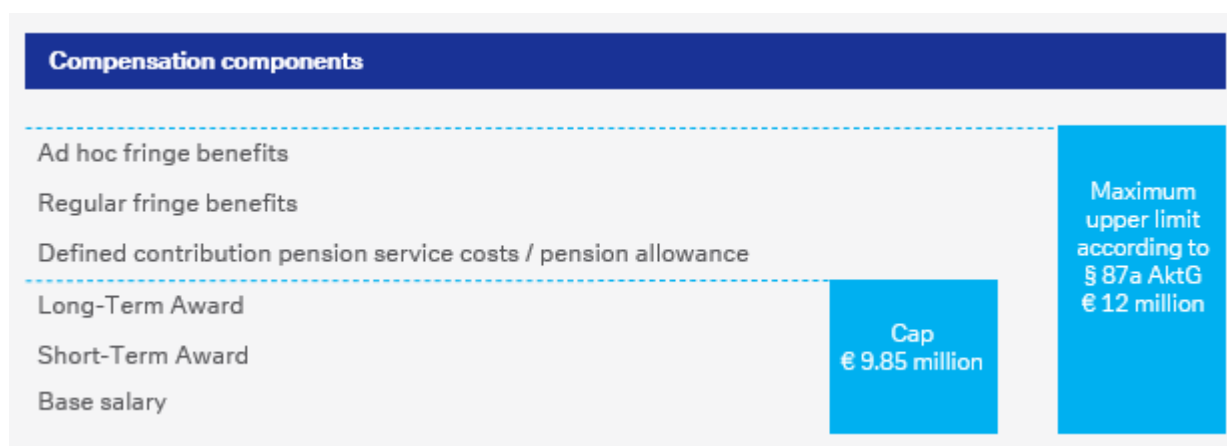 Compensation components
Ad hoc fringe benefits
Regular fringe benefits
Defined contribution pension service costs / pension allowance
Long-Term Award
Short-Term Award
Base salary
Cap
€ 9.85 million
Maximum
upper limit
according to
§ 87a AktG
€ 12 million